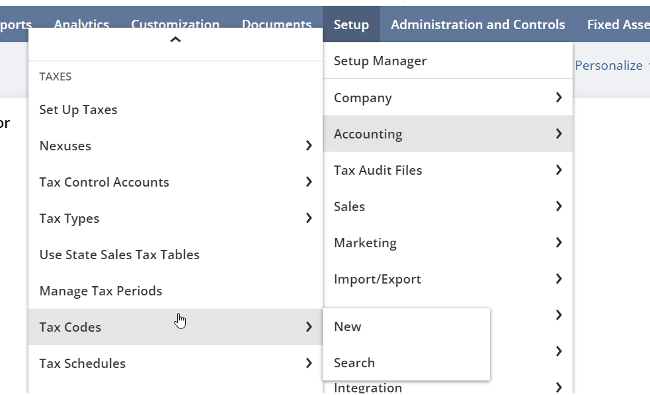 ports Analytics Customization Documents Setup Administration and Controls Fixed Asse
Personalize
or
TAXES
Set Up Taxes
Nexuses
Tax Control Accounts
Tax Types
Use State Sales Tax Tables
Manage Tax Periods
Tax Codes
Tax Schedules
Setup Manager
Company
Accounting
Tax Audit Files
Sales
Marketing
Import/Export
Integration
New
Search